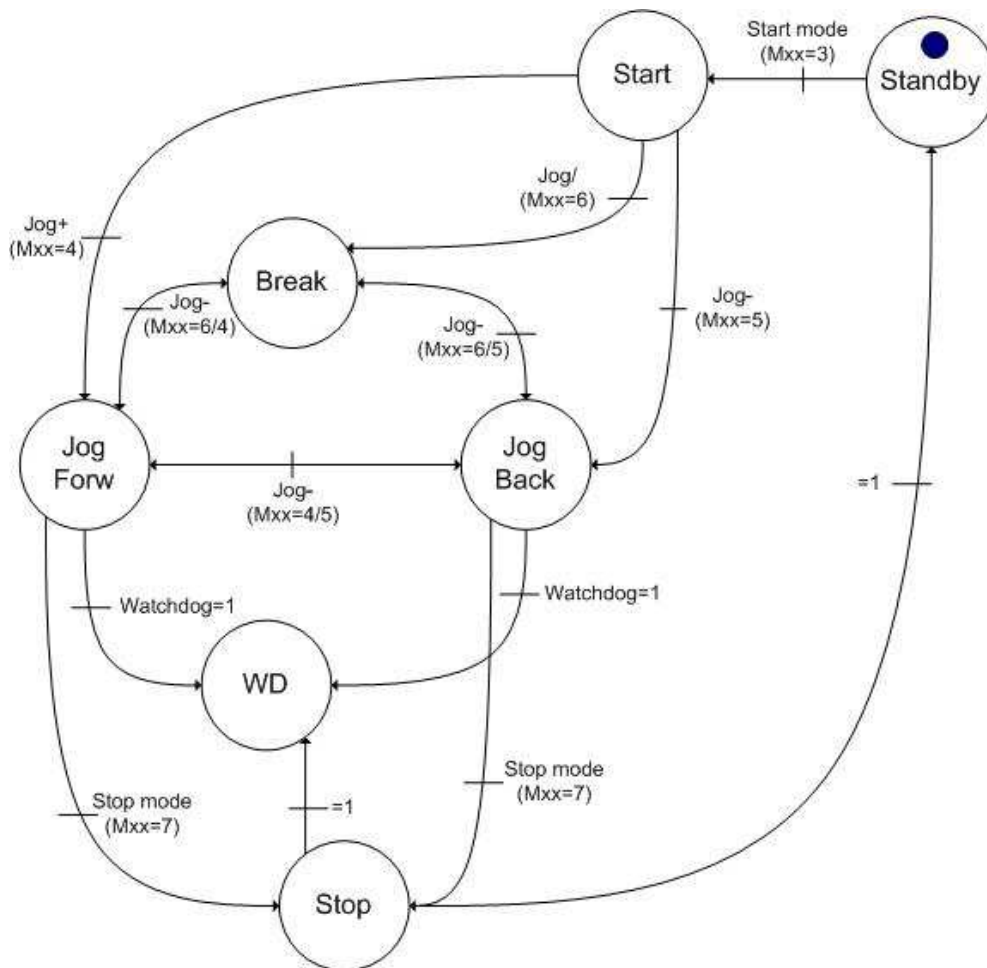 Start mode
(Mxx=3)
Start
Standby
Jog/
(Mxx=6)
Jog+
(Mxx=4)
Break
Jog-
(Mxx=6/4)
Jog-
(Mxx=6/5)
Jog-
(Mxx=5)
Jog
Forw
Jog
Back
Jog-
(Mxx=4/5)
=1
Watchdog=1
Watchdog=1
WD
Stop mode
(Mxx=7)
=1
Stop mode
(Mxx=7)
Stop